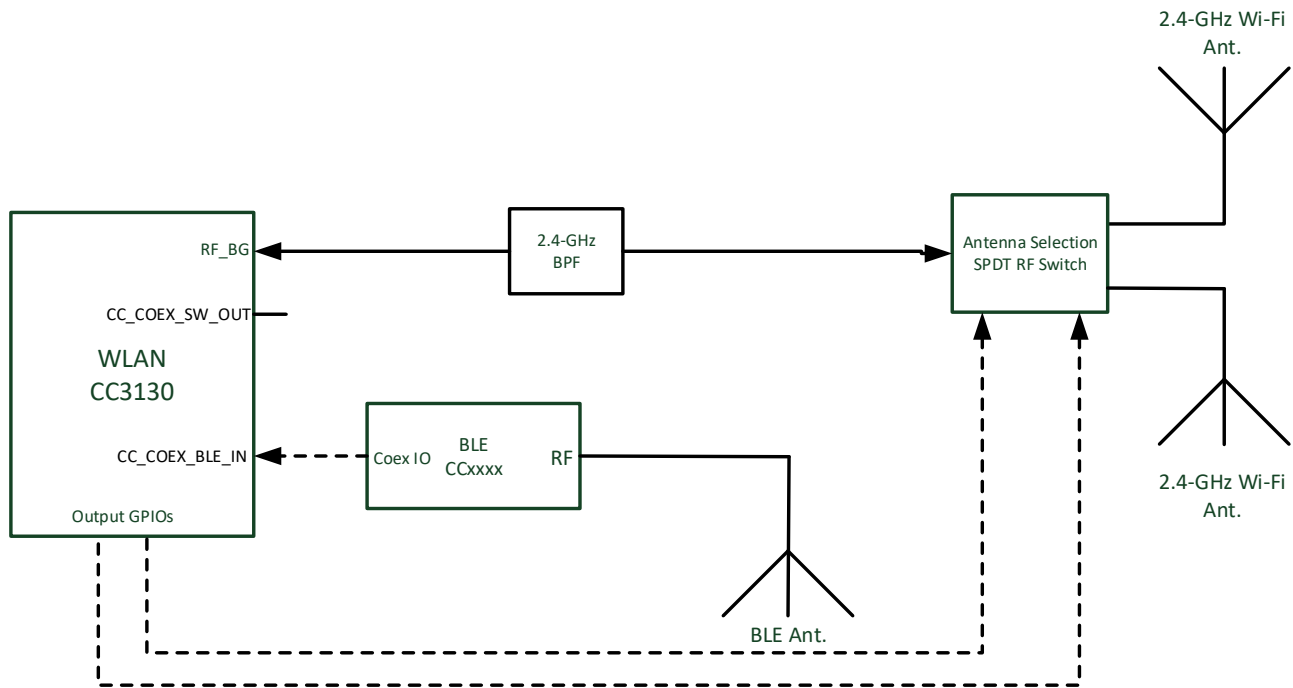 2.4-GHz Wi-Fi
Ant.
RF_BG
2.4-GHz
BPF
Antenna Selection
SPDT RF Switch
CC_COEX_SW_OUT
WLAN
CC3130
CC_COEX_BLE_IN
Coex IO
BLE
CCxxxx
RF
2.4-GHz Wi-Fi
Ant.
Output GPIOs
BLE Ant.